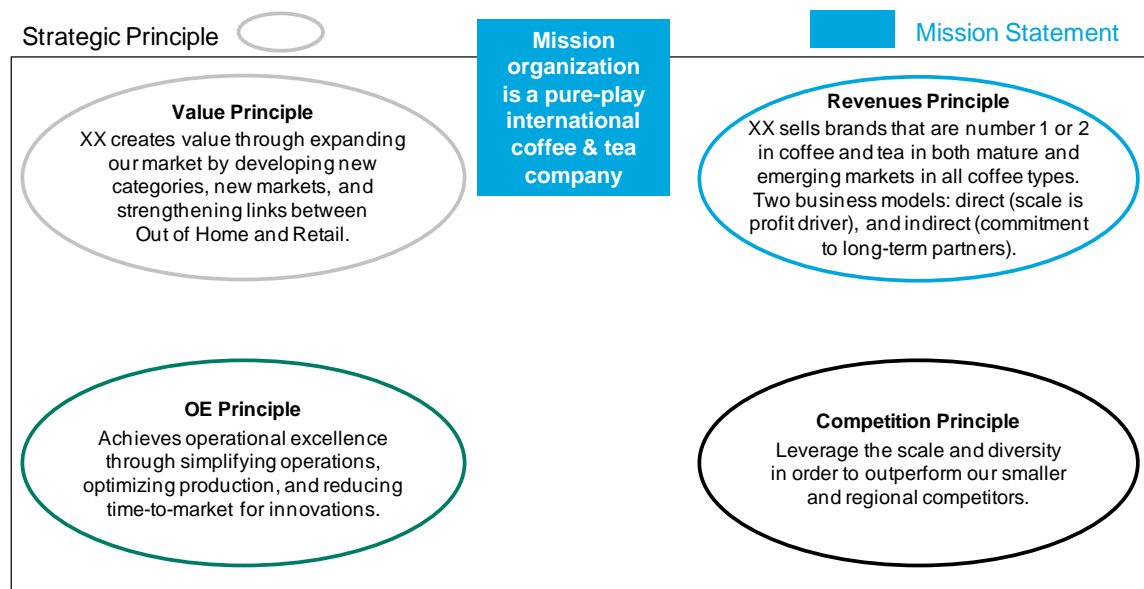 Strategic Principle
Mission
organization
is a pure-play
international
coffee & tea
company
Mission Statement
Value Principle
XX creates value through expanding
our market by developing new
categories, new markets, and
strengthening links between
Out of Home and Retail.
Revenues Principle
XX sells brands that are number 1 or 2
in coffee and tea in both mature and
emerging markets in all coffee types.
Two business models: direct (scale is
profit driver), and indirect (commitment
to long-term partners).
OE Principle
Achieves operational excellence
through simplifying operations,
optimizing production, and reducing
time-to-market for innovations.
Competition Principle
Leverage the scale and diversity
in order to outperform our smaller
and regional competitors.